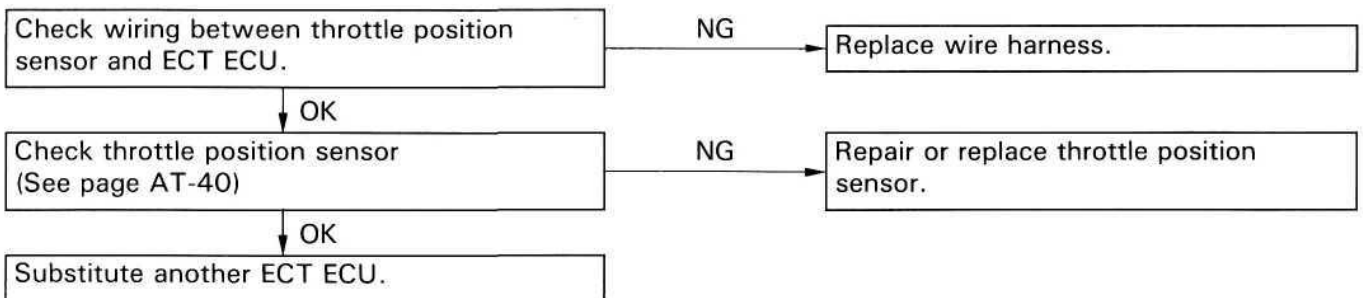 Check wiring between throttle position
sensor and ECT ECU.
NG
Replace wire harness.
OK
Check throttle position sensor
(See page AT-40)
NG
Repair or replace throttle position
sensor.
OK
Substitute another ECT ECU.